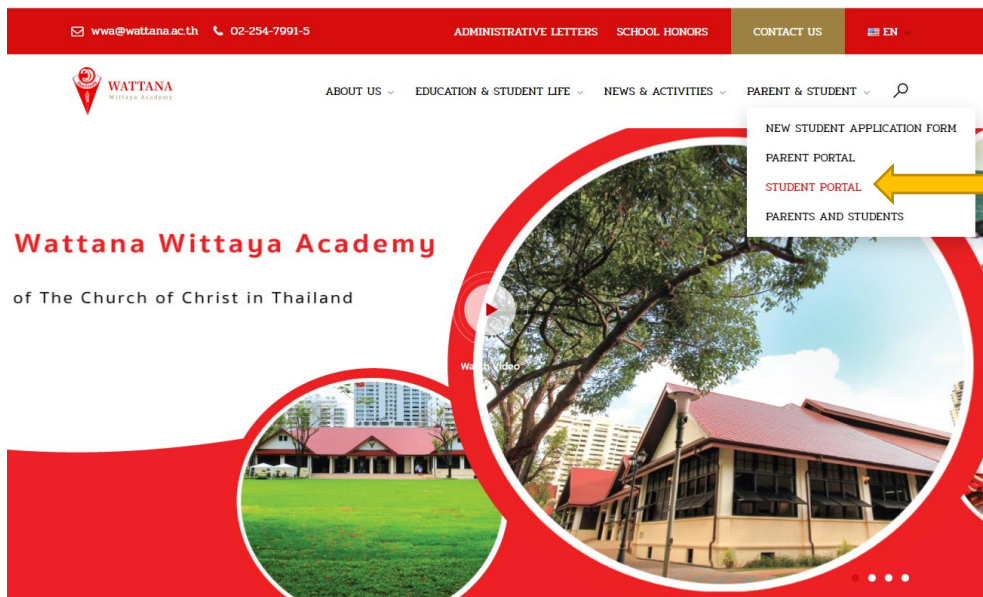 wwa@wattana.ac.th 02-254-7991-5 ADMINISTRATIVE LETTERS SCHOOL HONORS CONTACT US EN
WATTANA
Wittaya Academy
ABOUT US EDUCATION & STUDENT LIFE NEWS & ACTIVITIES PARENT & STUDENT
NEW STUDENT APPLICATION FORM
PARENT PORTAL
STUDENT PORTAL
PARENTS AND STUDENTS
Wattana Wittaya Academy
of The Church of Christ in Thailand
Watch Video